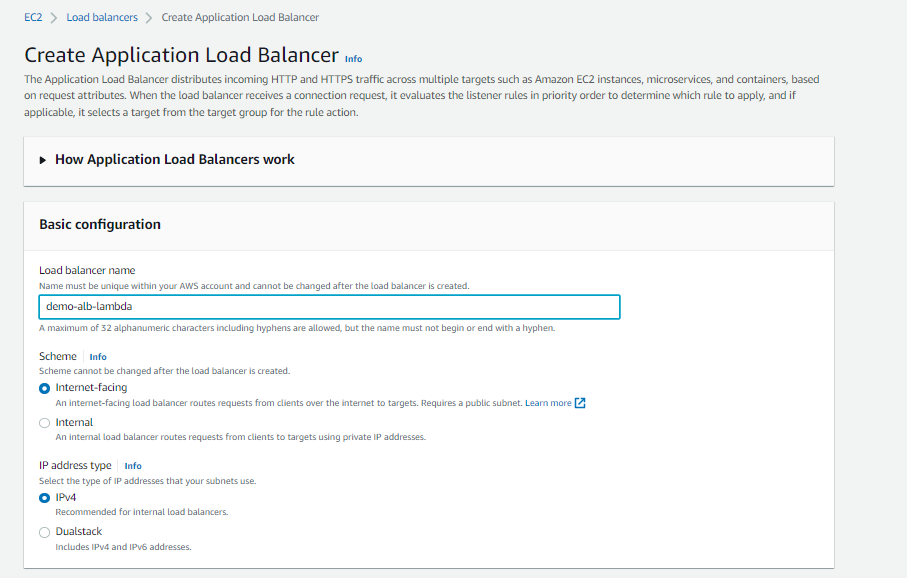 EC2 > Load balancers > Create Application Load Balancer
Create Application Load Balancer Info
The Application Load Balancer distributes incoming HTTP and HTTPS traffic across multiple targets such as Amazon EC2 instances, microservices, and containers, based
on request attributes. When the load balancer receives a connection request, it evaluates the listener rules in priority order to determine which rule to apply, and if
applicable, it selects a target from the target group for the rule action.
How Application Load Balancers work
Basic configuration
Load balancer name
Name must be unique within your AWS account and cannot be changed after the load balancer is created.
demo-alb-lambda
A maximum of 32 alphanumeric characters including hyphens are allowed, but the name must not begin or end with a hyphen.
Scheme Info
Scheme cannot be changed after the load balancer is created.
Internet-facing
An internet-facing load balancer routes requests from clients over the internet to targets. Requires a public subnet. Learn more
Internal
An internal load balancer routes requests from clients to targets using private IP addresses.
IP address type Info
Select the type of IP addresses that your subnets use.
IPv4
Recommended for internal load balancers.
Dualstack
Includes IPv4 and IPv6 addresses.